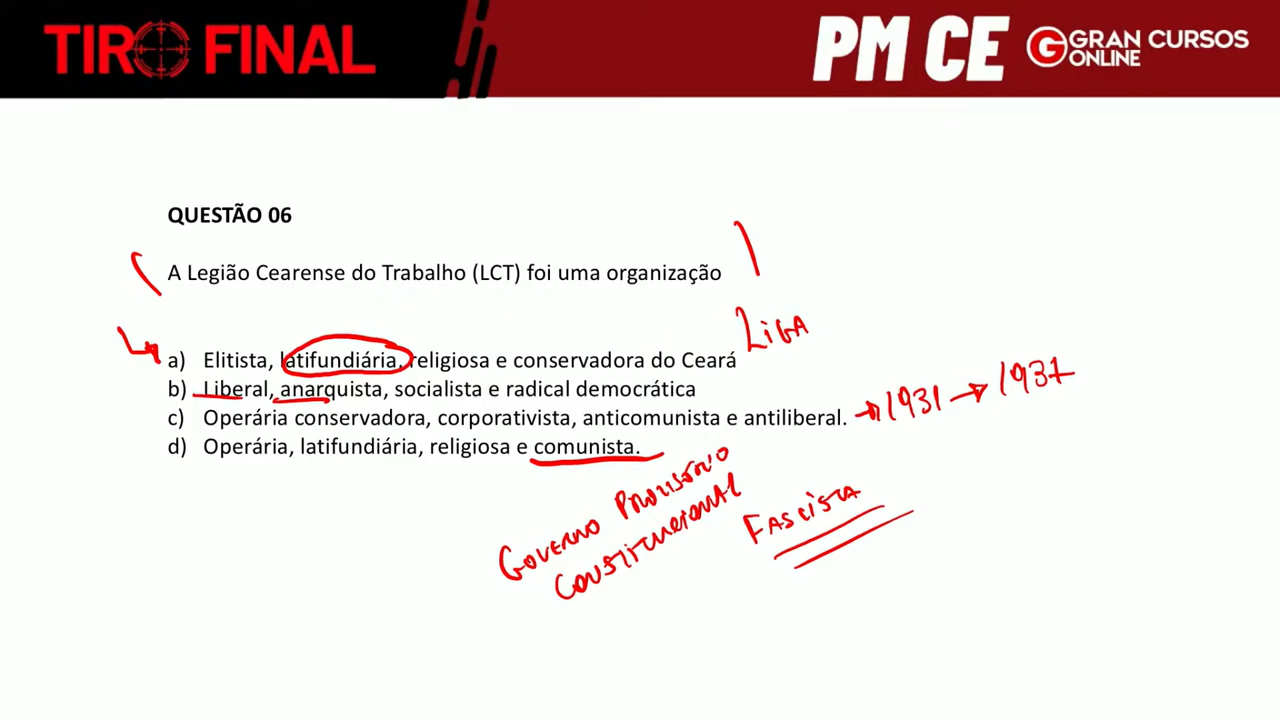 TIRO FINAL
PM CE
GRAN CURSOS
ONLINE
QUESTÃO 06
A Legião Cearense do Trabalho (LCT) foi uma organização
LIGA
a) Elitista, latifundiária, religiosa e conservadora do Ceará
b) Liberal, anarquista, socialista e radical democrática
c) Operária conservadora, corporativista, anticomunista e antiliberal. → 1931 → 1937
d) Operária, latifundiária, religiosa e comunista.
GOVERNO PROVISÓRIO
CONSTITUCIONAL
FASCISTA